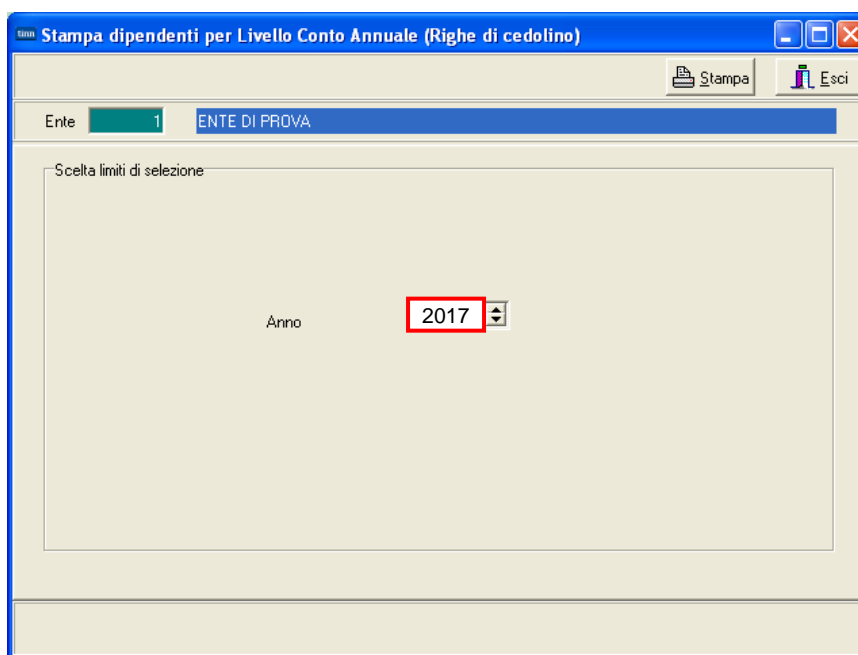 tinn Stampa dipendenti per Livello Conto Annuale (Righe di cedolino)
Stampa Esci
Ente 1 ENTE DI PROVA
Scelta limiti di selezione
Anno 2017